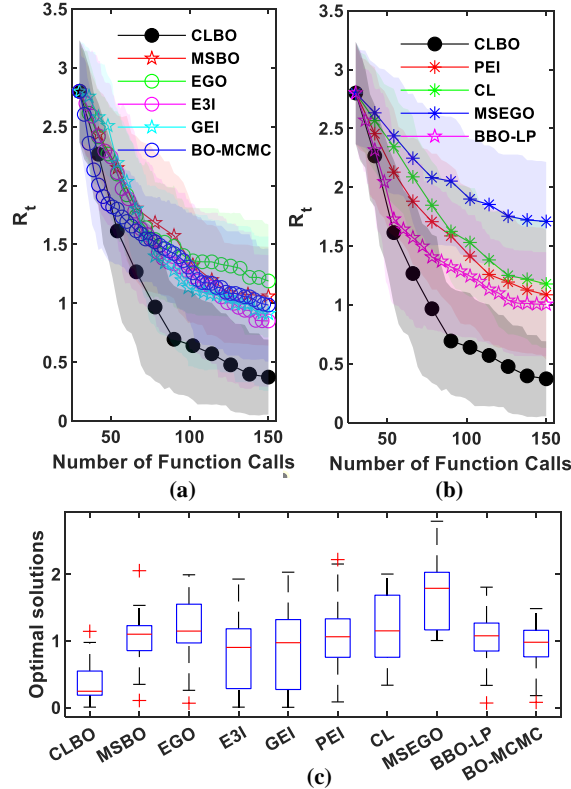 3.5
3
2.5
2
1.5
1
0.5
0
R_t
50
100
150
Number of Function Calls
CLBO
MSBO
EGO
E3I
GEI
BO-MCMC
(a)
3.5
3
2.5
2
1.5
1
0.5
0
R_t
50
100
150
Number of Function Calls
CLBO
PEI
CL
MSEGO
BBO-LP
(b)
Optimal solutions
2
1
0
CLBO
MSBO
EGO
E3I
GEI
PEI
CL
MSEGO
BBO-LP
BO-MCMC
(c)